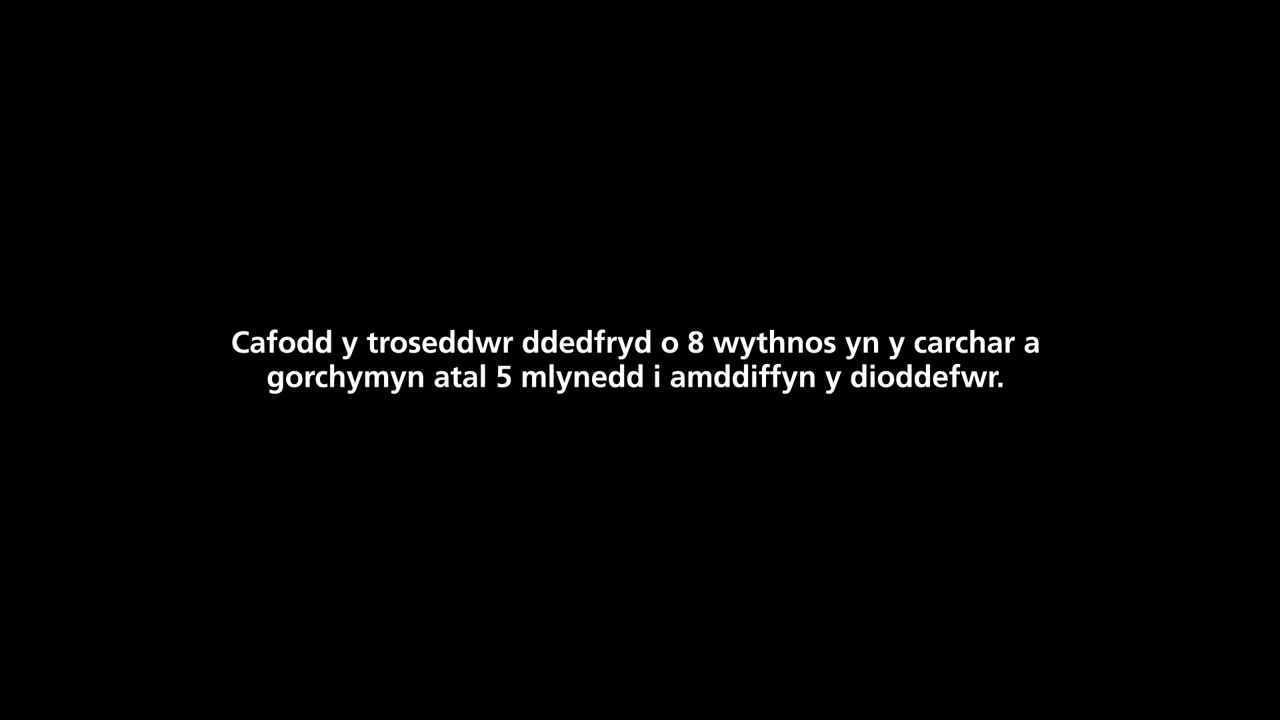 Cafodd y troseddwr ddedfryd o 8 wythnos yn y carchar a
gorchymyn atal 5 mlynedd i amddiffyn y dioddefwr.